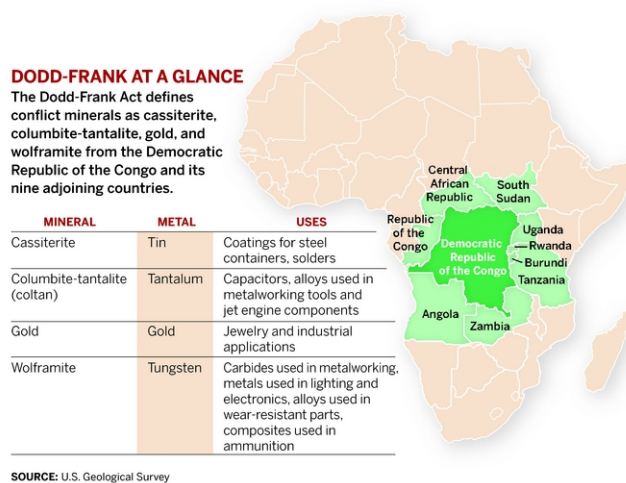 DODD-FRANK AT A GLANCE
The Dodd-Frank Act defines
conflict minerals as cassiterite,
columbite-tantalite, gold, and
wolframite from the Democratic
Republic of the Congo and its
nine adjoining countries.
MINERAL METAL USES
Cassiterite Tin Coatings for steel
containers, solders
Columbite-tantalite Tantalum Capacitors, alloys used in
(coltan) metalworking tools and
jet engine components
Gold Gold Jewelry and industrial
applications
Wolframite Tungsten Carbides used in metalworking,
metals used in lighting and
electronics, alloys used in
wear-resistant parts,
composites used in
ammunition
SOURCE: U.S. Geological Survey
Central
African
Republic
South
Sudan
Republic
of the
Congo
Democratic
Republic
of the Congo
Uganda
Rwanda
Burundi
Tanzania
Angola
Zambia